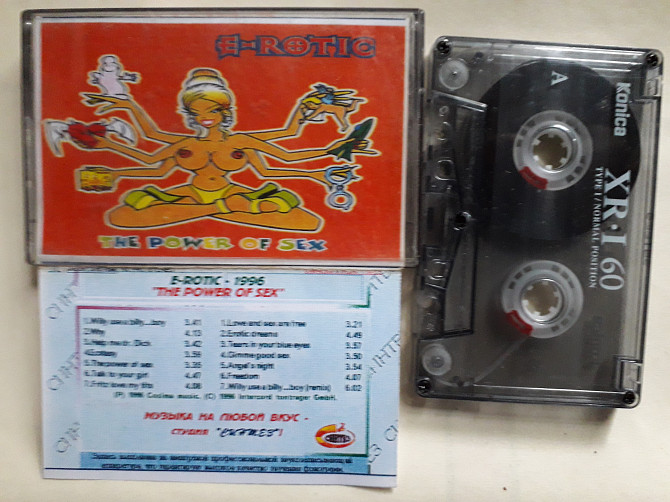 E-ROTIC
THE POWER OF SEX
A
Konica
XR-I 60
TYPE I / NORMAL POSITION
E-ROTIC - 1996
"THE POWER OF SEX"
1.Willy use a billy...boy 3.41
2.Why 4.13
3.Help me dr. Dick 3.42
4.Ecstasy 3.59
5.The power of sex 3.35
6.Talk to your girl 4.47
7.Fritz love my tits 4.08
1.Love and sex are free 3.21
2.Erotic dreams 4.49
3.Tears in your blue eyes 3.57
4.Gimme good sex 3.50
5.Angel's night 3.54
6.Freedom 4.07
7.Willy use a billy...boy (remix) 6.02
(P) 1996 Cosima music. (C) 1996 Intercord tontrager GmbH.
МУЗЫКА НА ЛЮБОЙ ВКУС -
СТУДИЯ "СИНТЕЗ"!